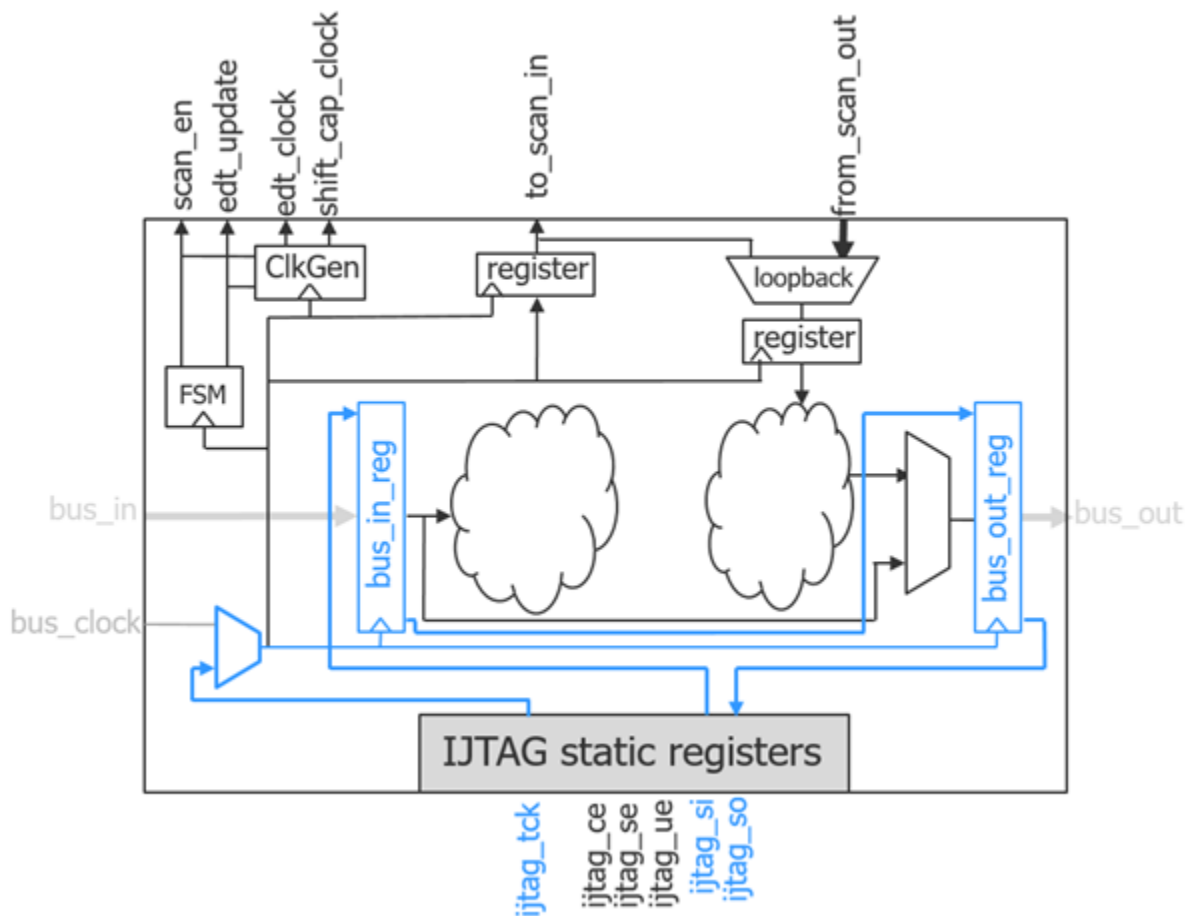 scan_en
edt_update
edt_clock
shift_cap_clock
to_scan_in
from_scan_out
ClkGen
register
loopback
register
FSM
bus_in
bus_in_reg
bus_out_reg
bus_out
bus_clock
IJTAG static registers
ijtag_tck
ijtag_ce
ijtag_se
ijtag_ue
ijtag_si
ijtag_so